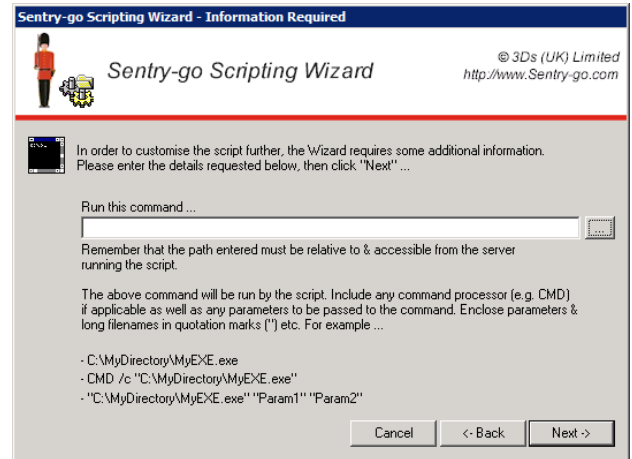 Sentry-go Scripting Wizard - Information Required
Sentry-go Scripting Wizard
© 3Ds (UK) Limited
http://www.Sentry-go.com
In order to customise the script further, the Wizard requires some additional information.
Please enter the details requested below, then click "Next" ...
Run this command ...
...
Remember that the path entered must be relative to & accessible from the server
running the script.
The above command will be run by the script. Include any command processor (e.g. CMD)
if applicable as well as any parameters to be passed to the command. Enclose parameters &
long filenames in quotation marks (") etc. For example ...
- C:\MyDirectory\MyEXE.exe
- CMD /c "C:\MyDirectory\MyEXE.exe"
- "C:\MyDirectory\MyEXE.exe" "Param1" "Param2"
Cancel
<- Back
Next ->